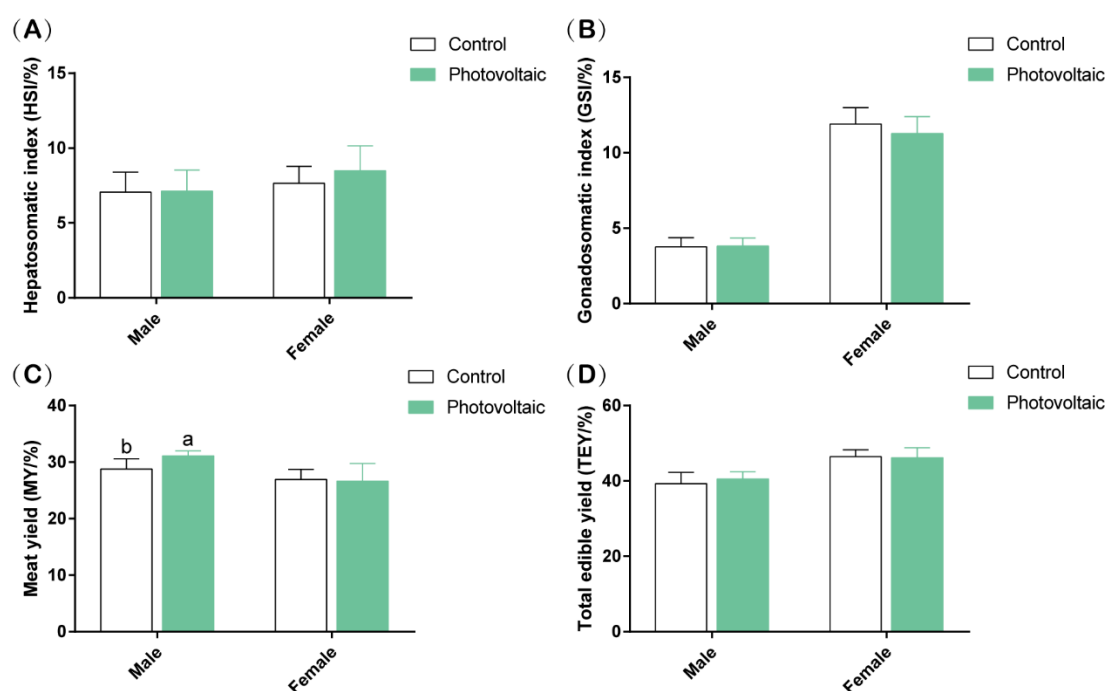 (A)
Control
Photovoltaic
Hepatosomatic index (HSI/%)
15
10
5
0
Male
Female
(B)
Control
Photovoltaic
Gonadosomatic index (GSI/%)
15
10
5
0
Male
Female
(C)
Control
Photovoltaic
Meat yield (MY/%)
40
30
20
10
0
b
a
Male
Female
(D)
Control
Photovoltaic
Total edible yield (TEY/%)
60
40
20
0
Male
Female